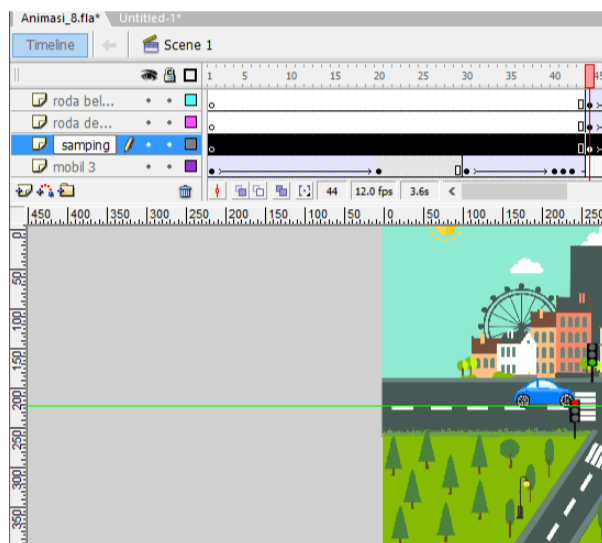 Animasi_8.fla* Untitled-1*
Timeline Scene 1
1 5 10 15 20 25 30 35 40 45
roda bel...
roda de...
samping
mobil 3
44 12.0 fps 3.6s
450 400 350 300 250 200 150 100 50 0 50 100 150 200 250
0
50
100
150
200
250
300
350